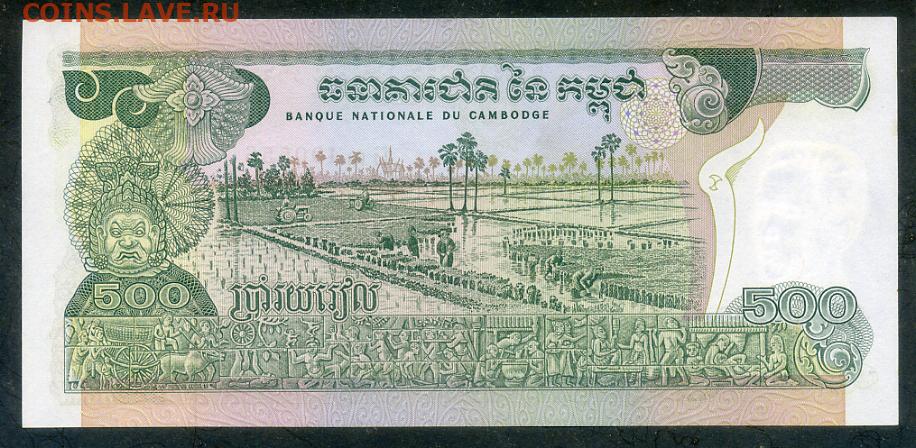 COINS.LAVE.RU
ធនាគារជាតិ នៃ កម្ពុជា
BANQUE NATIONALE DU CAMBODGE
500
ប្រាំរយរៀល
500